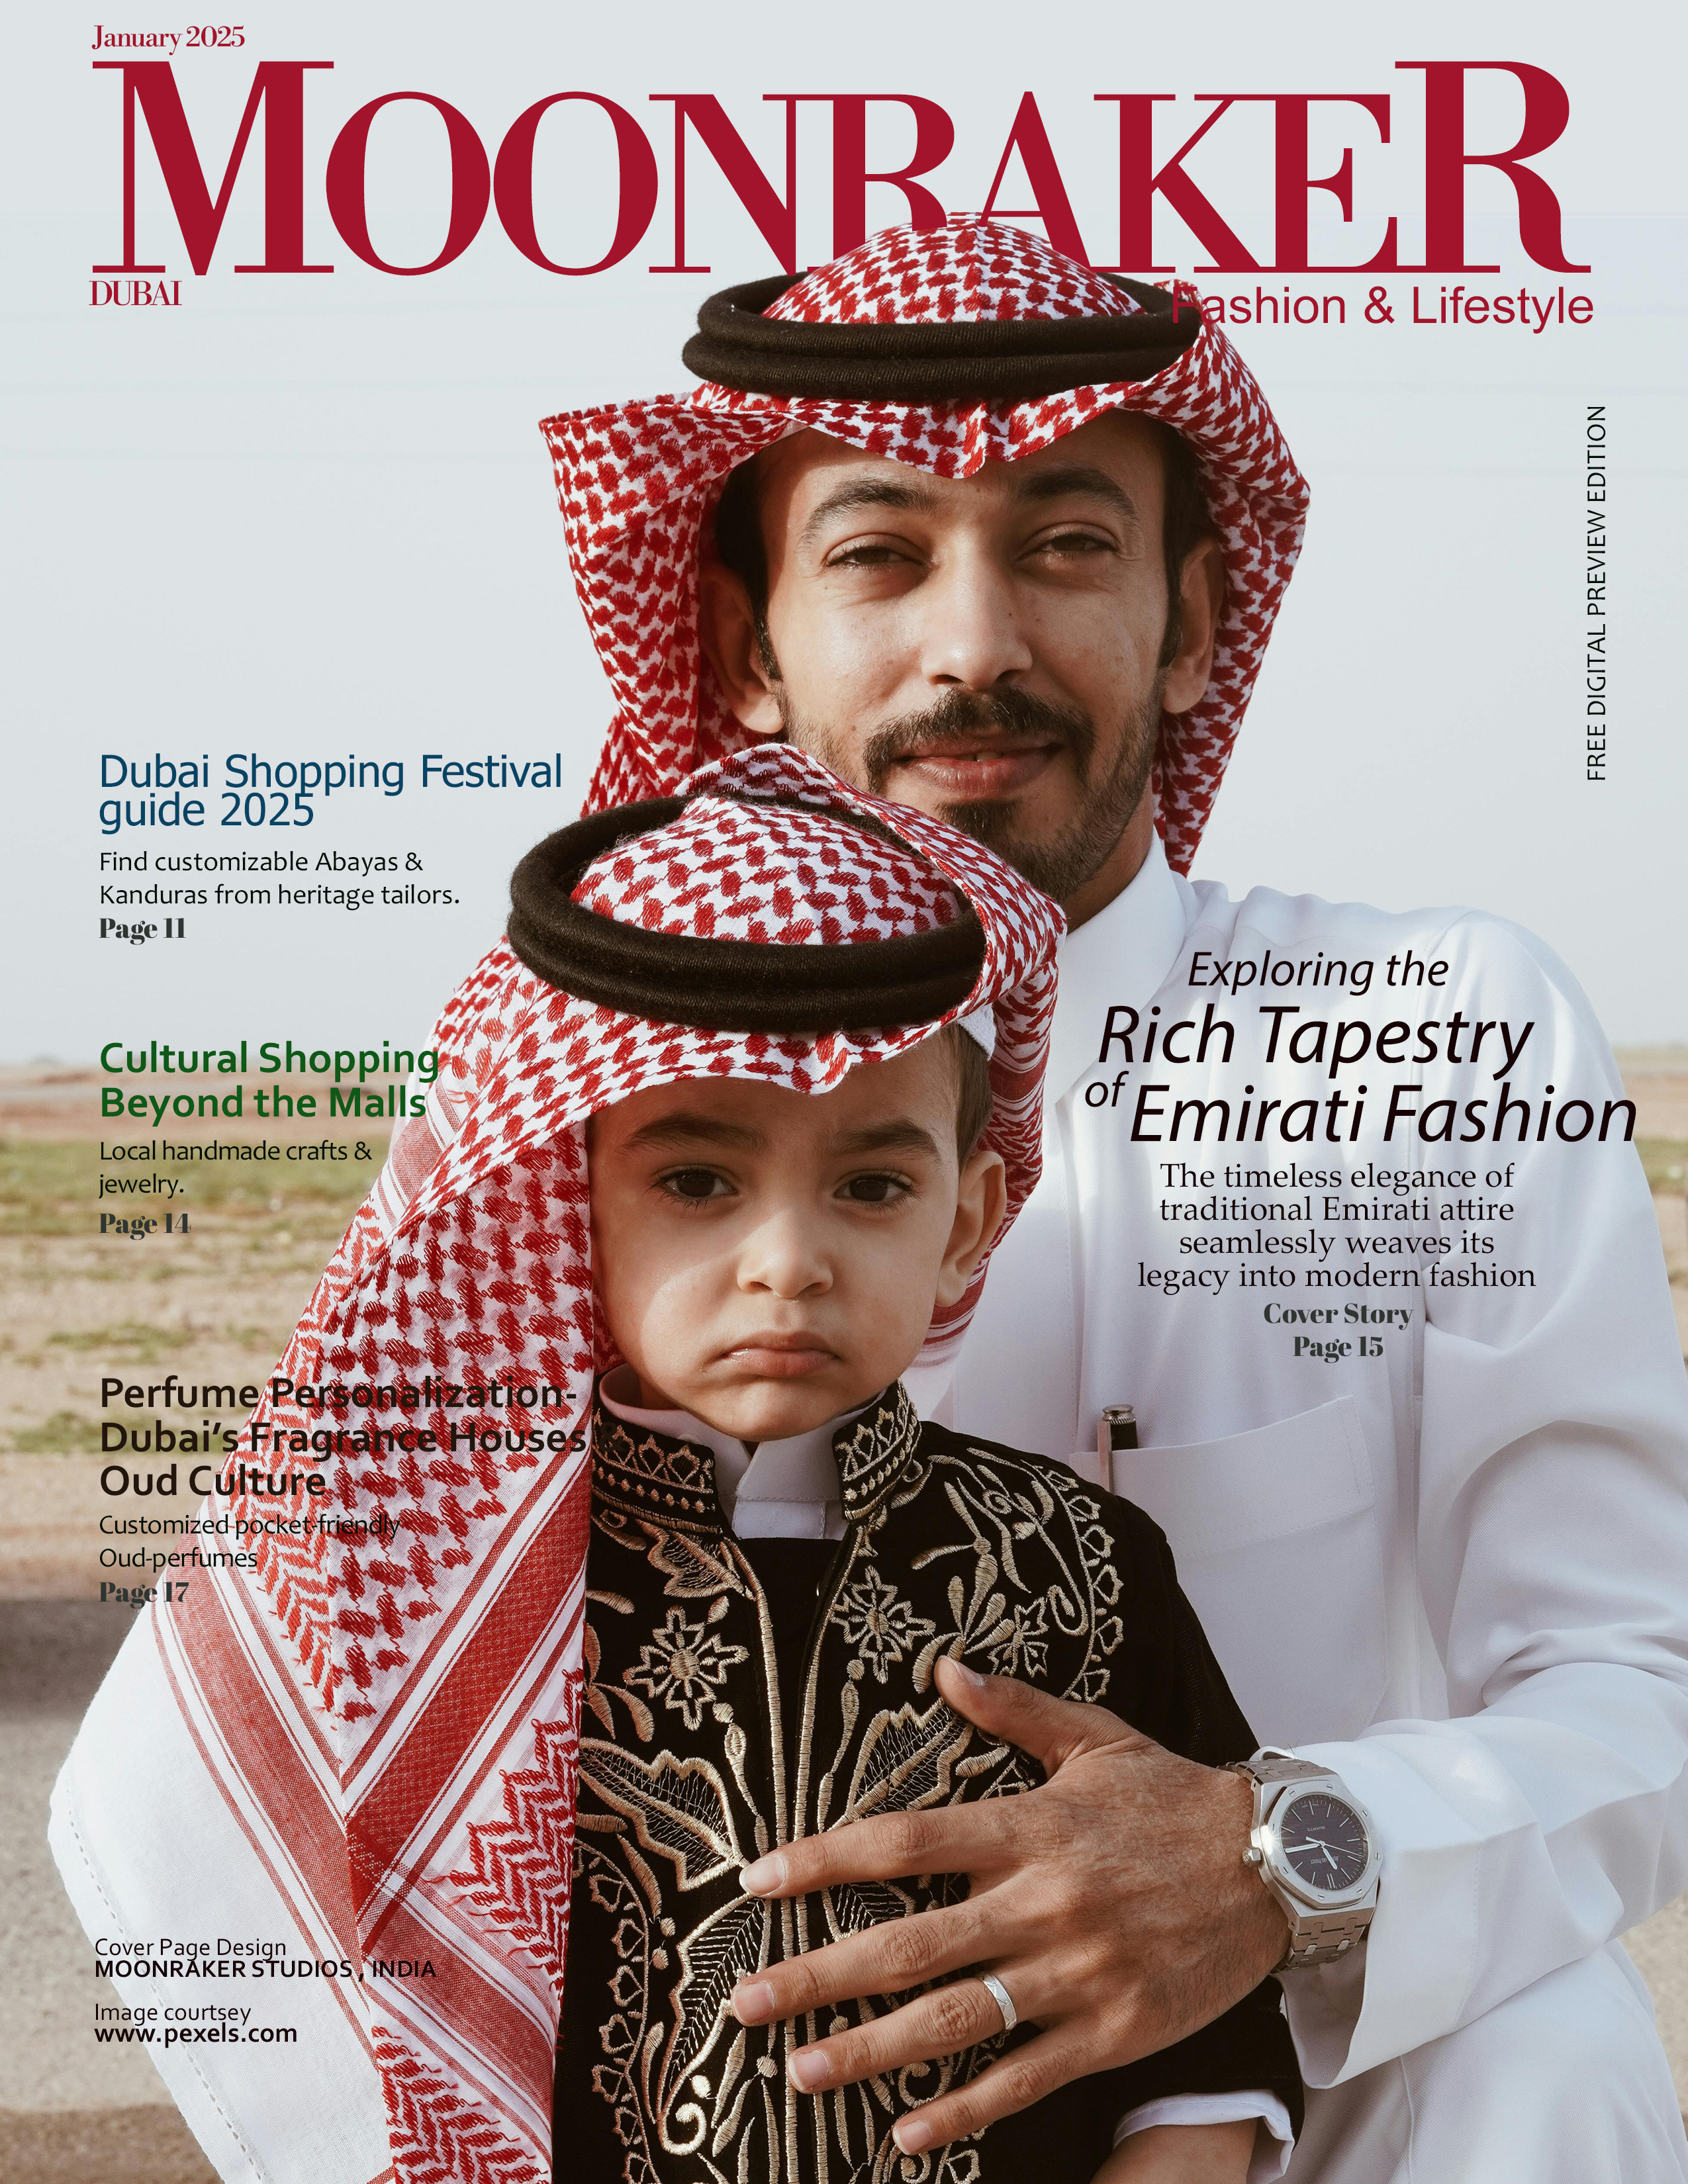 January 2025
MOONRAKER
DUBAI
Fashion & Lifestyle
FREE DIGITAL PREVIEW EDITION
Dubai Shopping Festival
guide 2025
Find customizable Abayas &
Kanduras from heritage tailors.
Page 11
Cultural Shopping
Beyond the Malls
Local handmade crafts &
jewelry.
Page 14
Exploring the
Rich Tapestry
of Emirati Fashion
The timeless elegance of
traditional Emirati attire
seamlessly weaves its
legacy into modern fashion
Cover Story
Page 15
Perfume Personalization-
Dubai's Fragrance Houses &
Oud Culture
Customized pocket-friendly
Oud-perfumes
Page 17
Cover Page Design
MOONRAKER STUDIOS , INDIA
Image courtsey
www.pexels.com